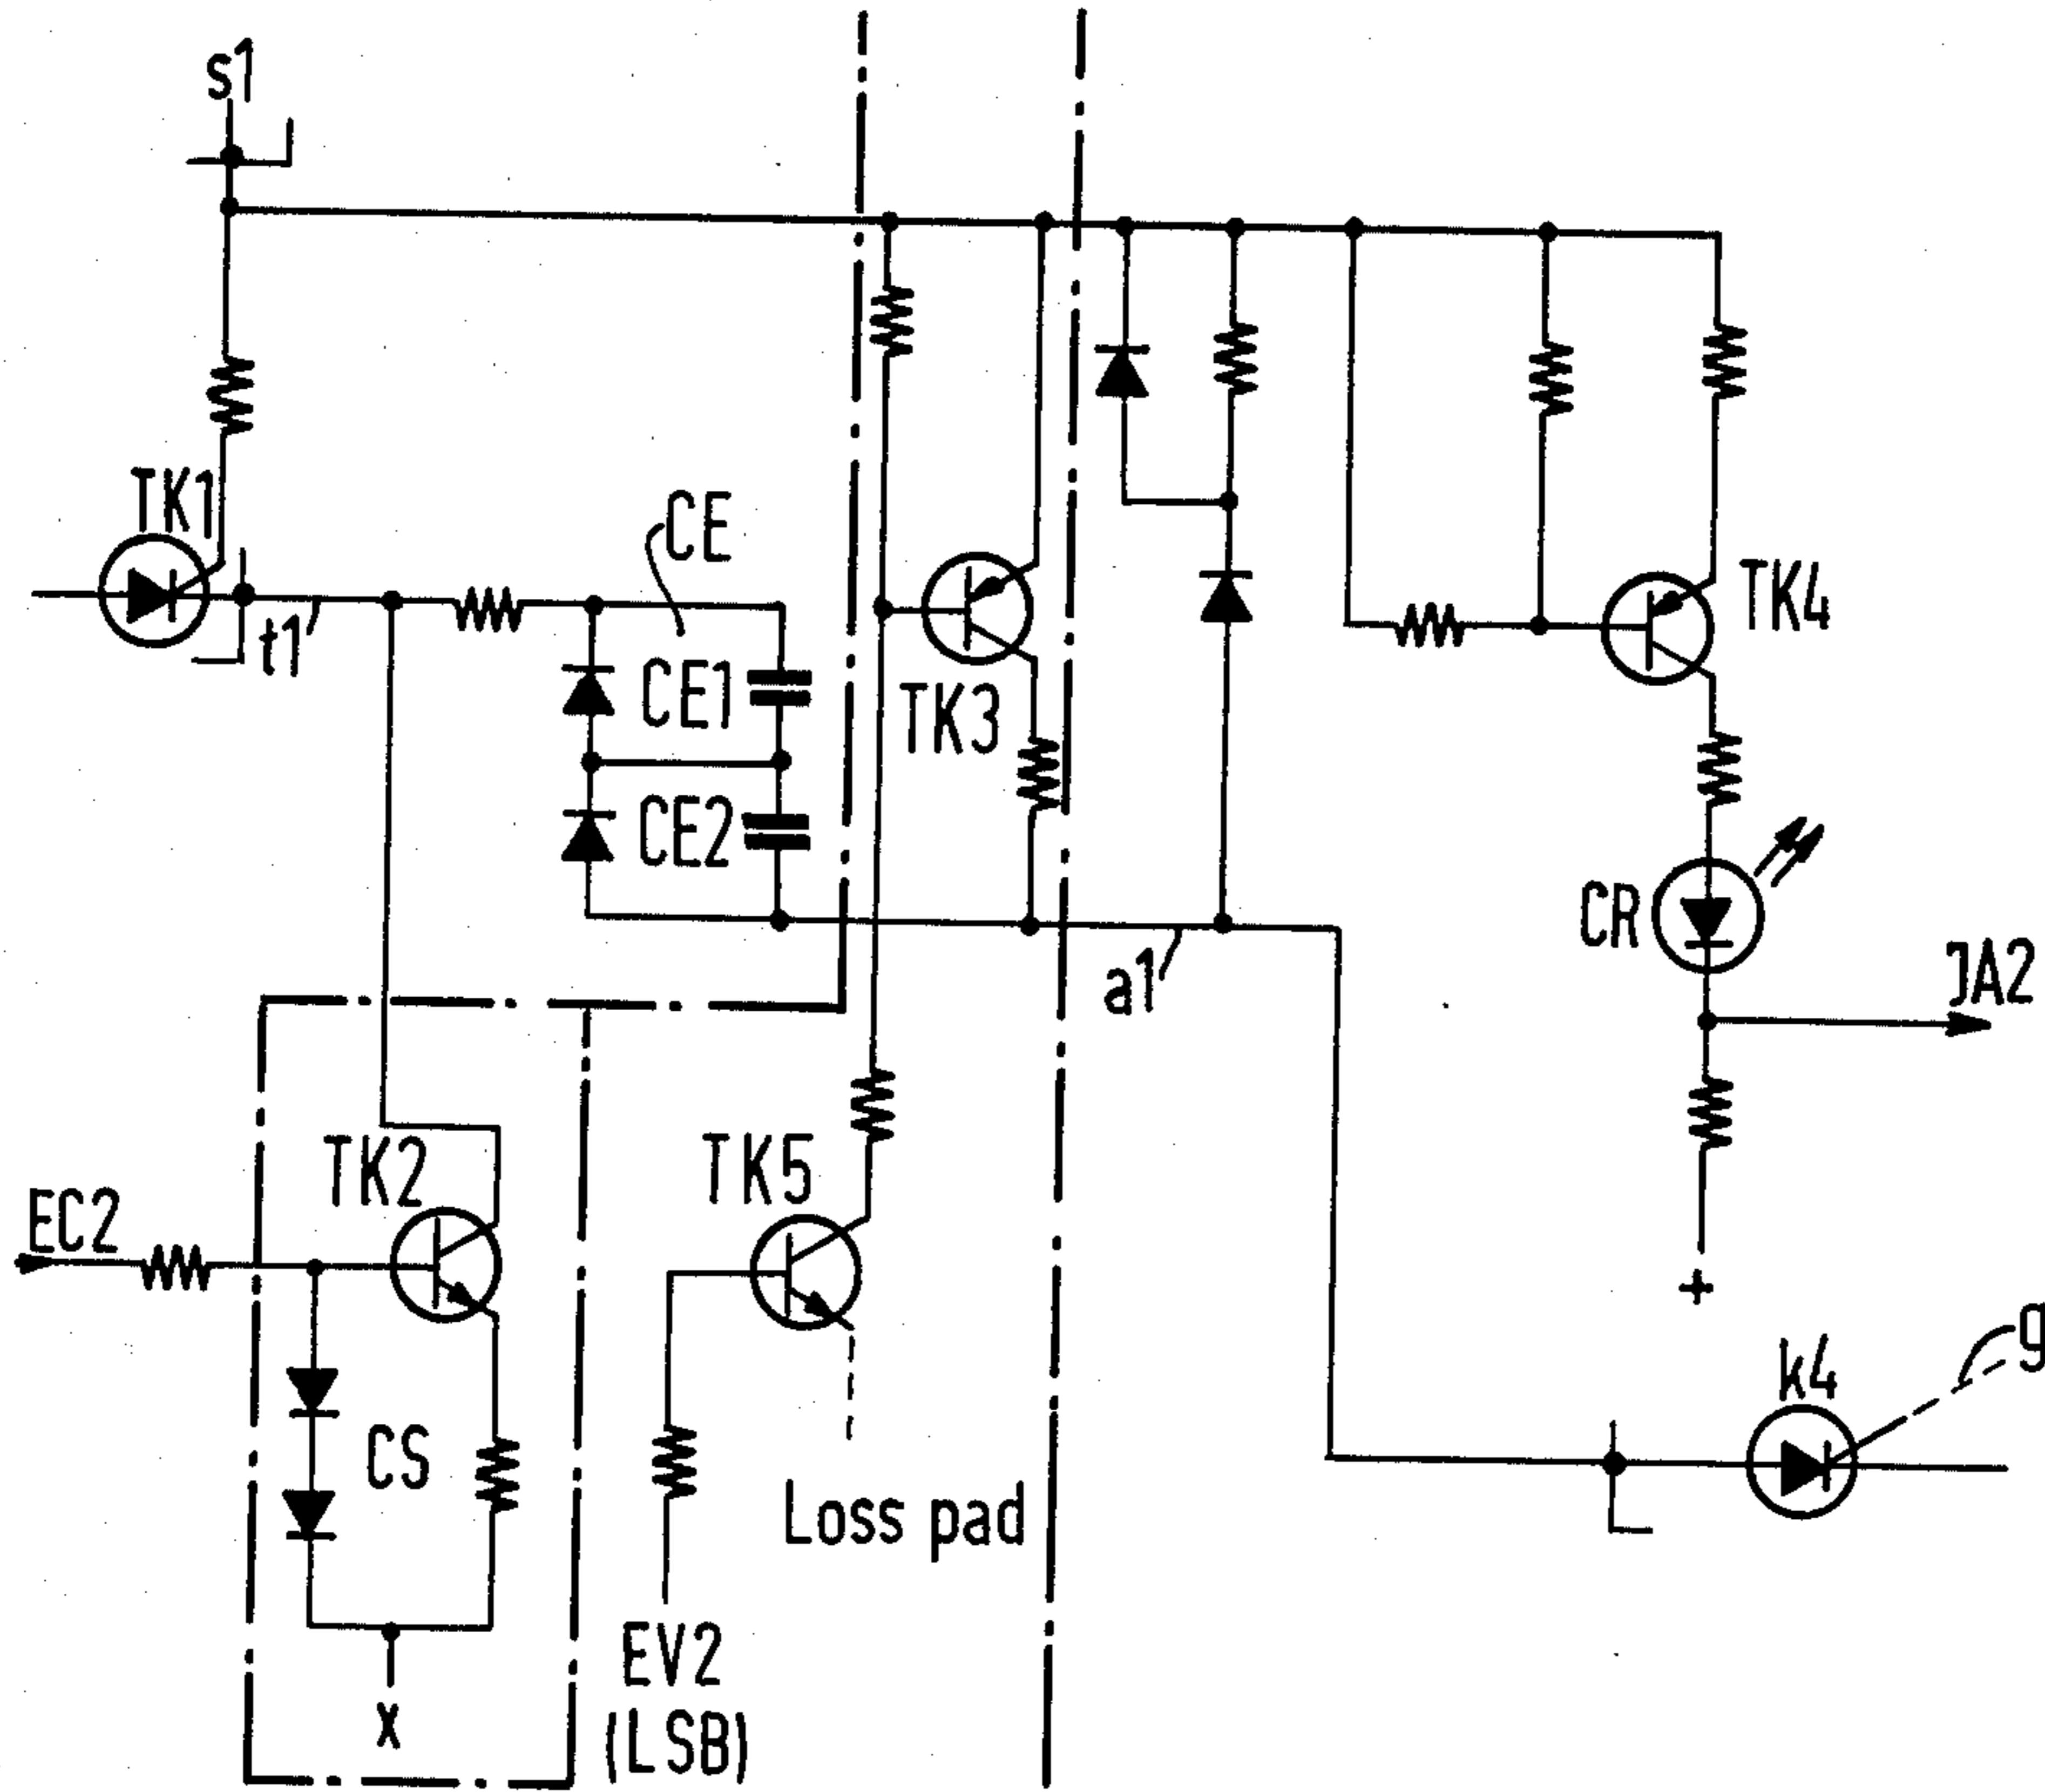 s1
TK1
t1
CE
CE1
CE2
TK3
TK4
CR
JA2
a1
TK2
TK5
EC2
CS
+
k4
g
Loss pad
EV2
(LSB)
x